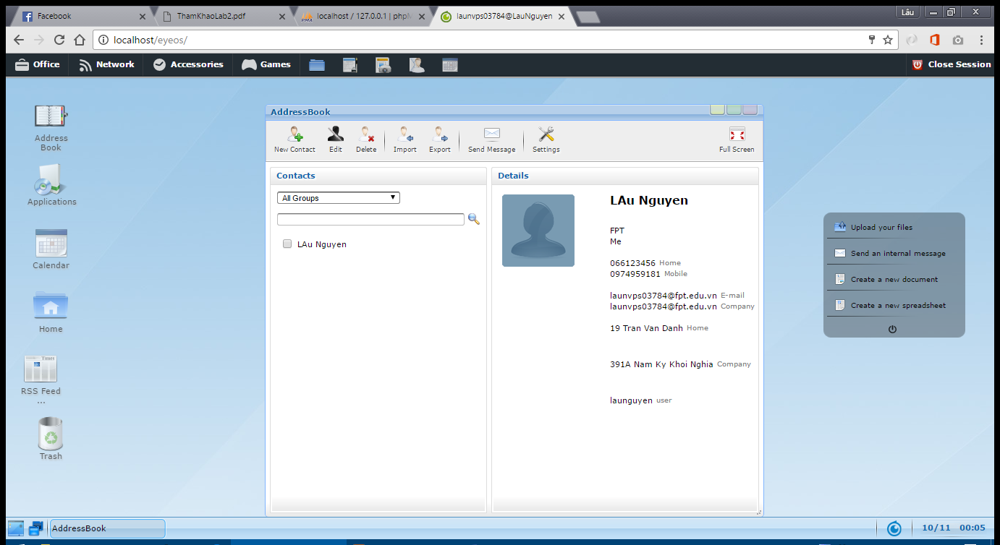 Facebook
ThamKhaoLab2.pdf
localhost / 127.0.0.1 | phpM
launvps03784@LauNguyen
Lâu
localhost/eyeos/
Office
Network
Accessories
Games
Close Session
Address
Book
Applications
Calendar
Home
RSS Feed
...
Trash
AddressBook
New Contact
Edit
Delete
Import
Export
Send Message
Settings
Full Screen
Contacts
All Groups
LAu Nguyen
Details
LAu Nguyen
FPT
Me
066123456 Home
0974959181 Mobile
launvps03784@fpt.edu.vn E-mail
launvps03784@fpt.edu.vn Company
19 Tran Van Danh Home
391A Nam Ky Khoi Nghia Company
launguyen user
Upload your files
Send an internal message
Create a new document
Create a new spreadsheet
AddressBook
10/11 00:05